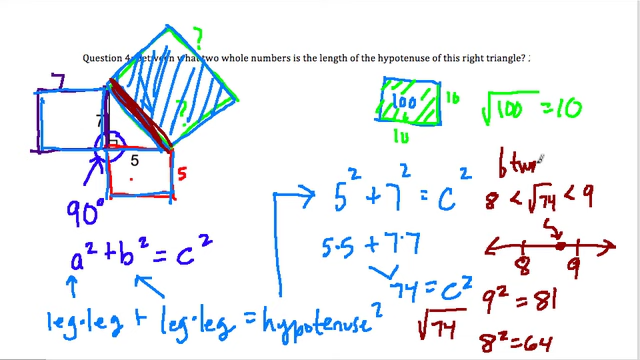 Question 4: Between what two whole numbers is the length of the hypotenuse of this right triangle?
?
7
?
7
5
5
90°
100
10
10
√100 = 10
a² + b² = c²
leg·leg + leg·leg = hypotenuse²
5² + 7² = c²
5·5 + 7·7
74 = c²
√74
btw
8 < √74 < 9
8 9
9² = 81
8² = 64